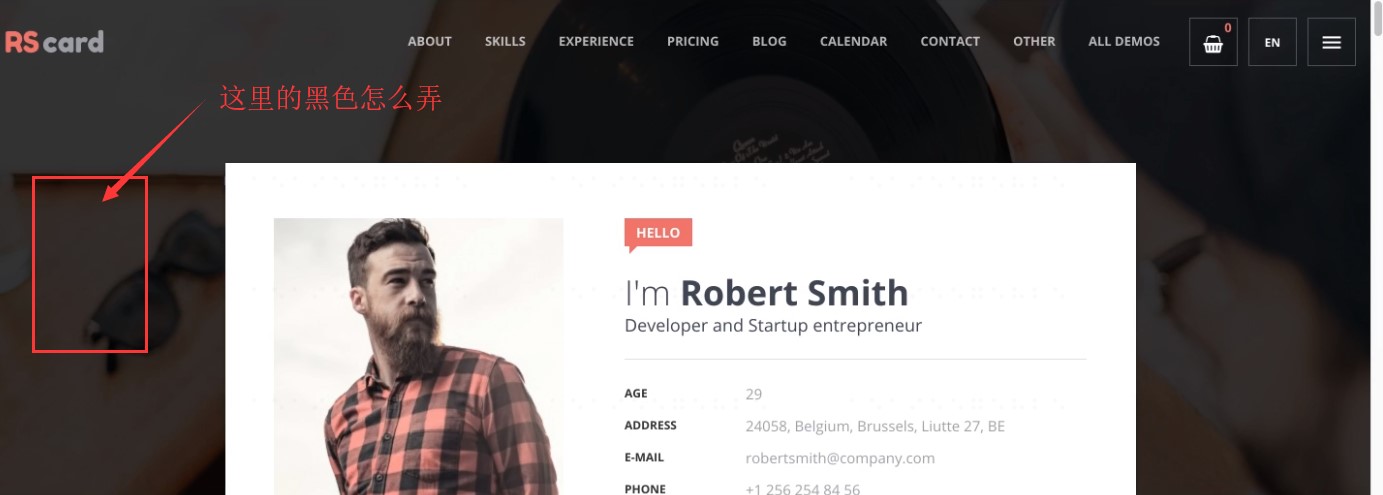 RS card
ABOUT SKILLS EXPERIENCE PRICING BLOG CALENDAR CONTACT OTHER ALL DEMOS 0 EN
这里的黑色怎么弄
HELLO
I'm Robert Smith
Developer and Startup entrepreneur
AGE 29
ADDRESS 24058, Belgium, Brussels, Liutte 27, BE
E-MAIL robertsmith@company.com
PHONE +1 256 254 84 56